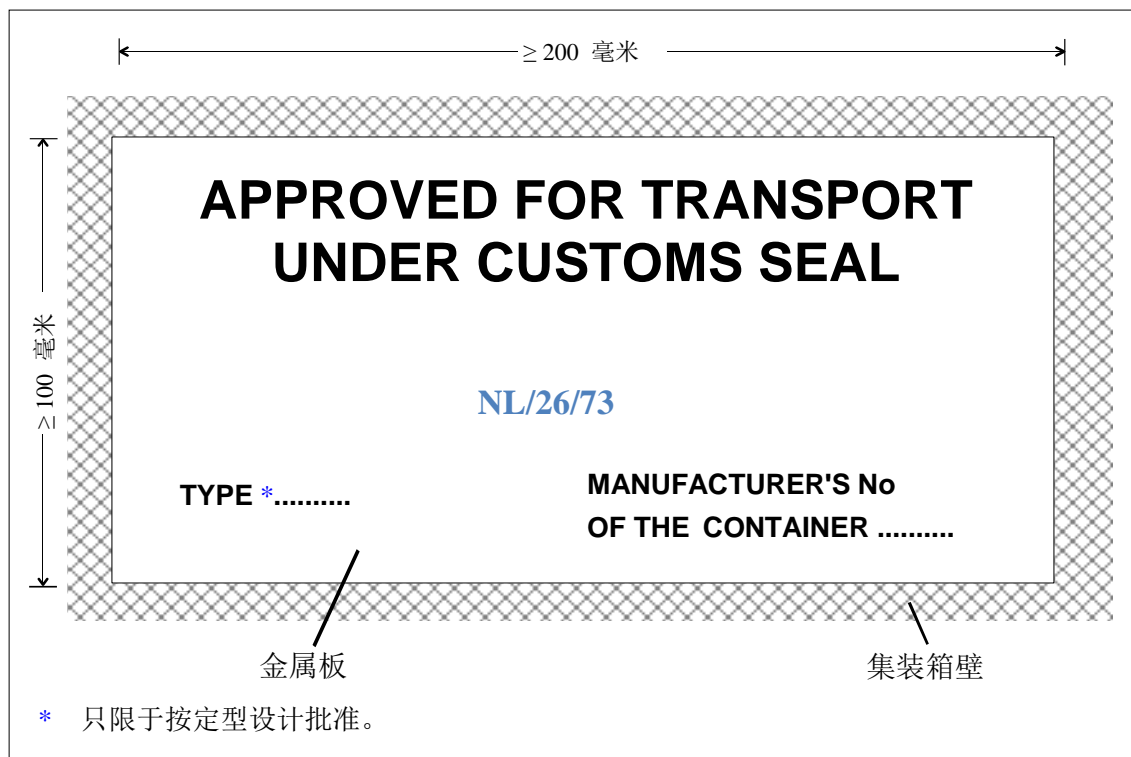 ≥ 200 毫米
≥ 100 毫米
APPROVED FOR TRANSPORT
UNDER CUSTOMS SEAL
NL/26/73
TYPE *..........
MANUFACTURER'S No
OF THE CONTAINER ..........
金属板
集装箱壁
* 只限于按定型设计批准。